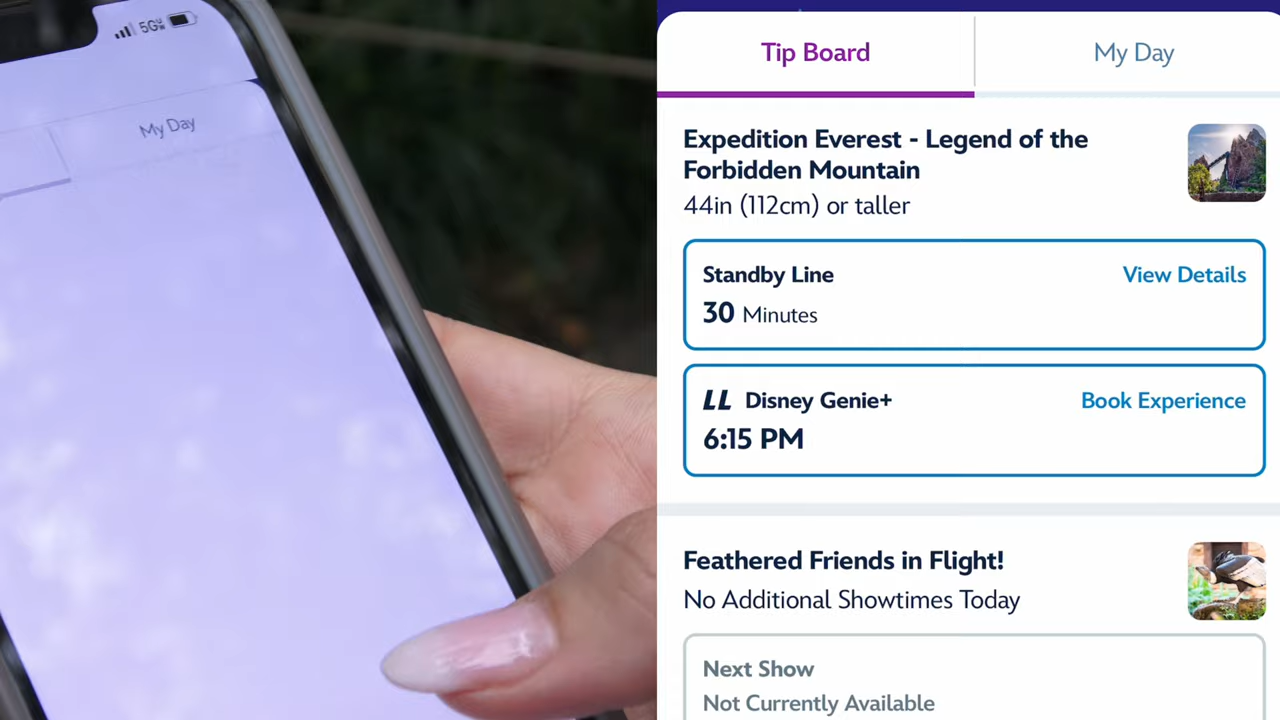 5G
My Day
Tip Board
My Day
Expedition Everest - Legend of the
Forbidden Mountain
44in (112cm) or taller
Standby Line
View Details
30 Minutes
LL Disney Genie+
Book Experience
6:15 PM
Feathered Friends in Flight!
No Additional Showtimes Today
Next Show
Not Currently Available